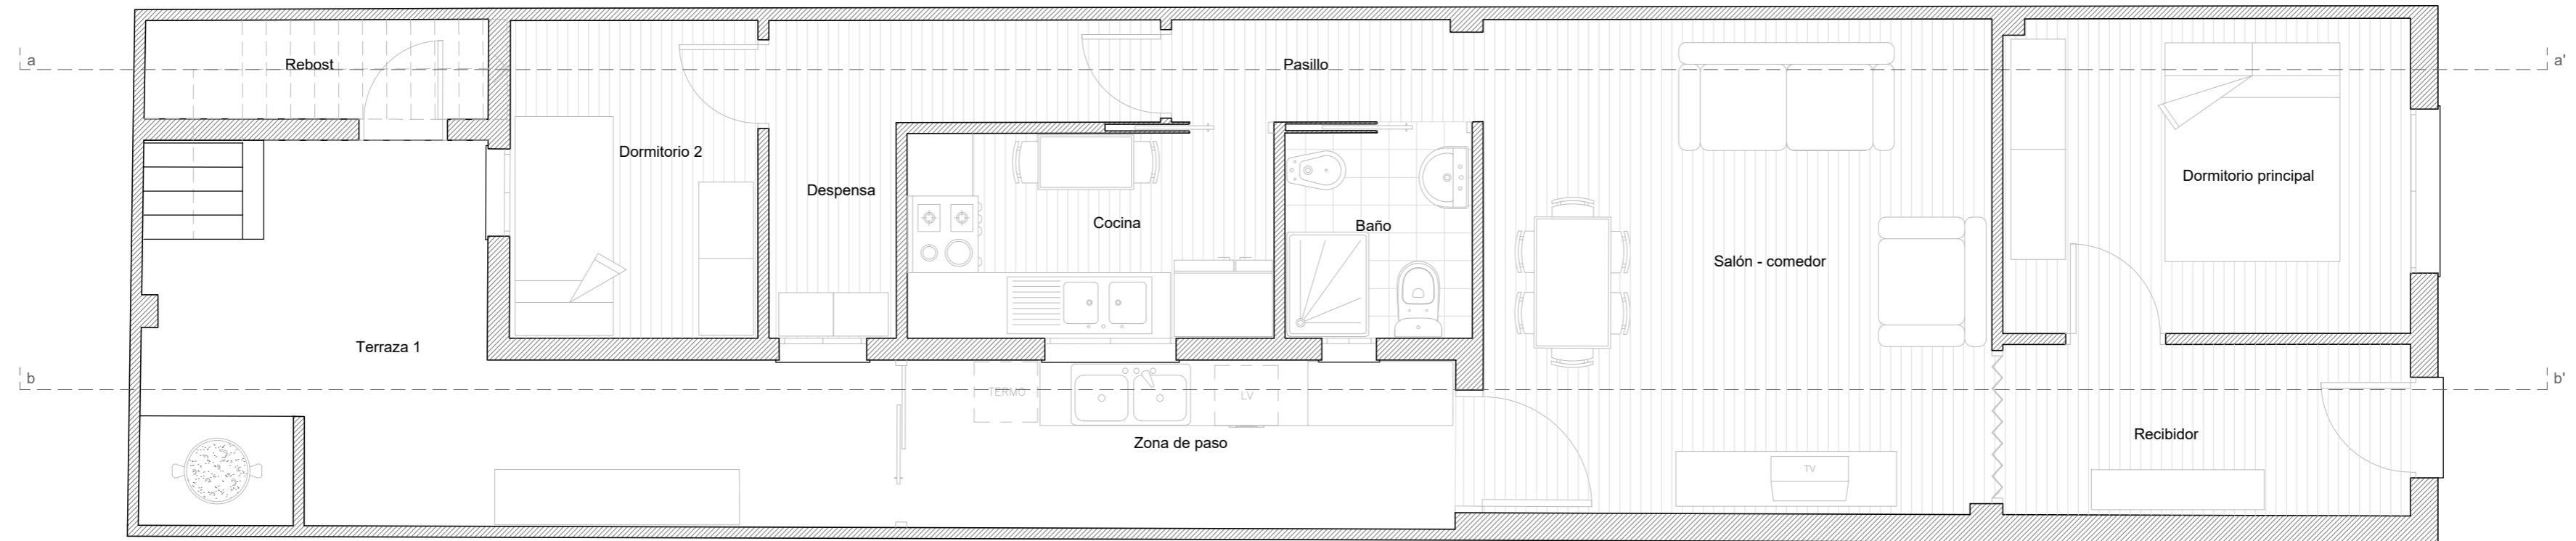 a
Rebost
Pasillo
a'
Dormitorio 2
Dormitorio principal
Despensa
Cocina
Baño
Salón - comedor
Terraza 1
b
TERMO
LV
b'
Zona de paso
Recibidor
TV